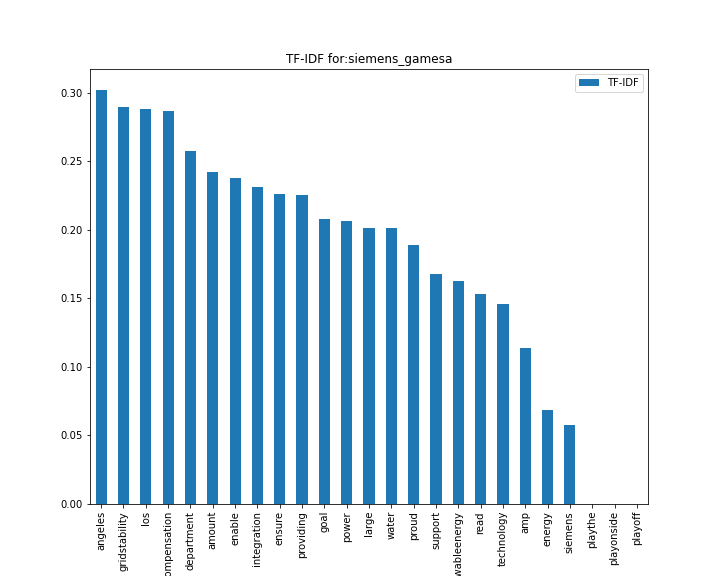 TF-IDF for:siemens_gamesa
TF-IDF
0.30
0.25
0.20
0.15
0.10
0.05
0.00
angeles
gridstability
los
ompensation
department
amount
enable
integration
ensure
providing
goal
power
large
water
proud
support
wableenergy
read
technology
amp
energy
siemens
playthe
playonside
playoff